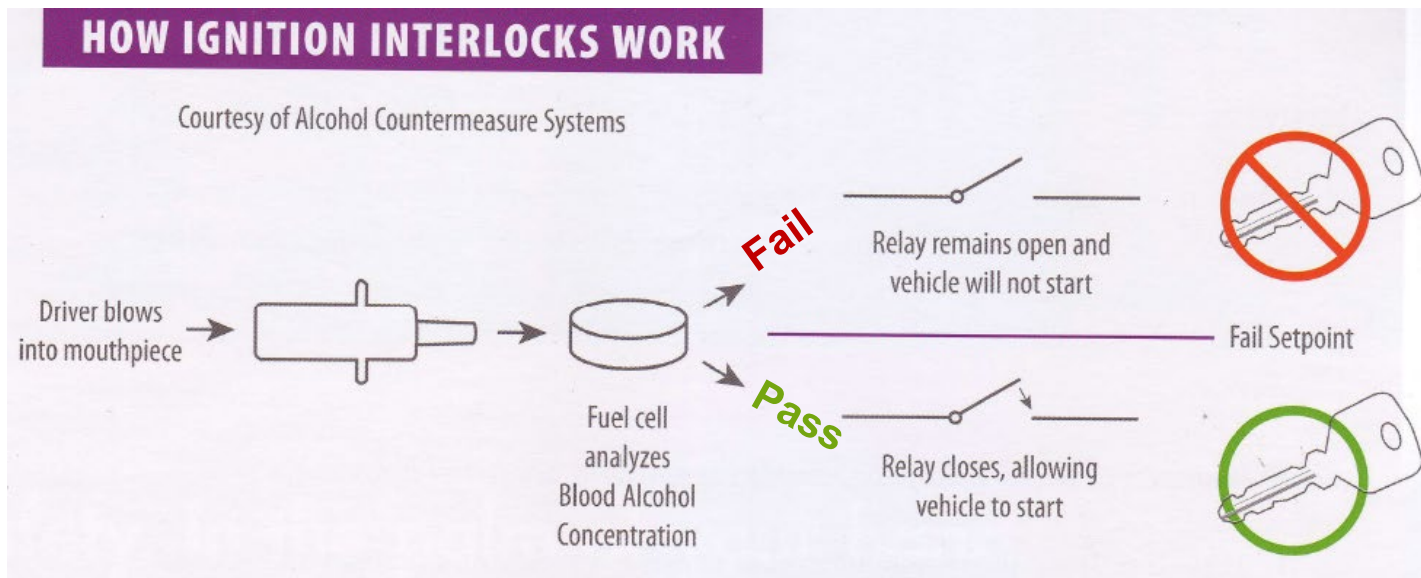 HOW IGNITION INTERLOCKS WORK
Courtesy of Alcohol Countermeasure Systems
Driver blows
into mouthpiece
Fuel cell
analyzes
Blood Alcohol
Concentration
Fail
Relay remains open and
vehicle will not start
Fail Setpoint
Pass
Relay closes, allowing
vehicle to start